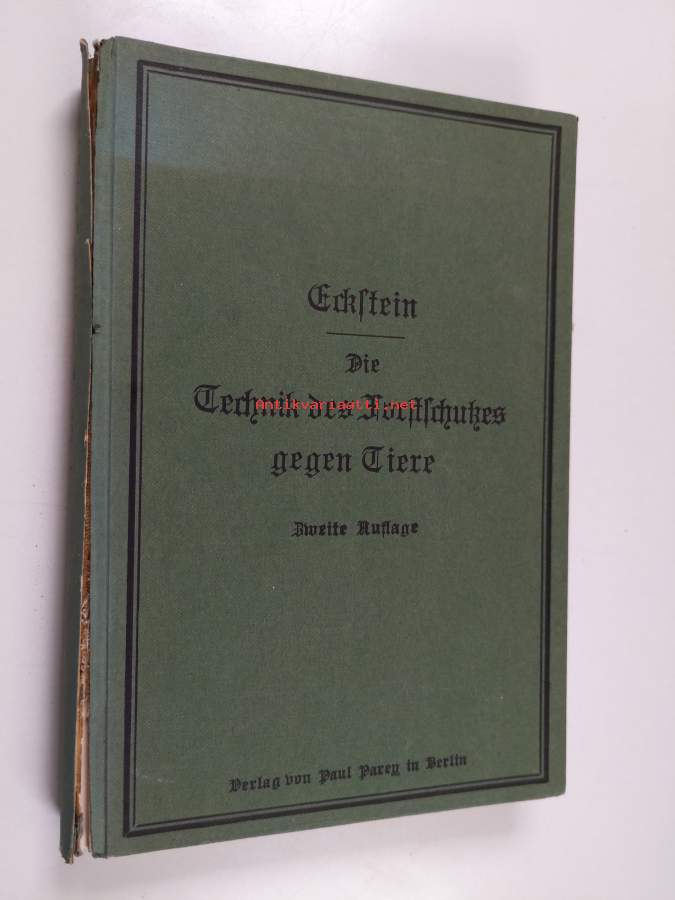 Eckſtein
Die
Technik des Forſtſchutzes
Antikvariaatti.net
gegen Tiere
Zweite Auflage
Verlag von Paul Parey in Berlin